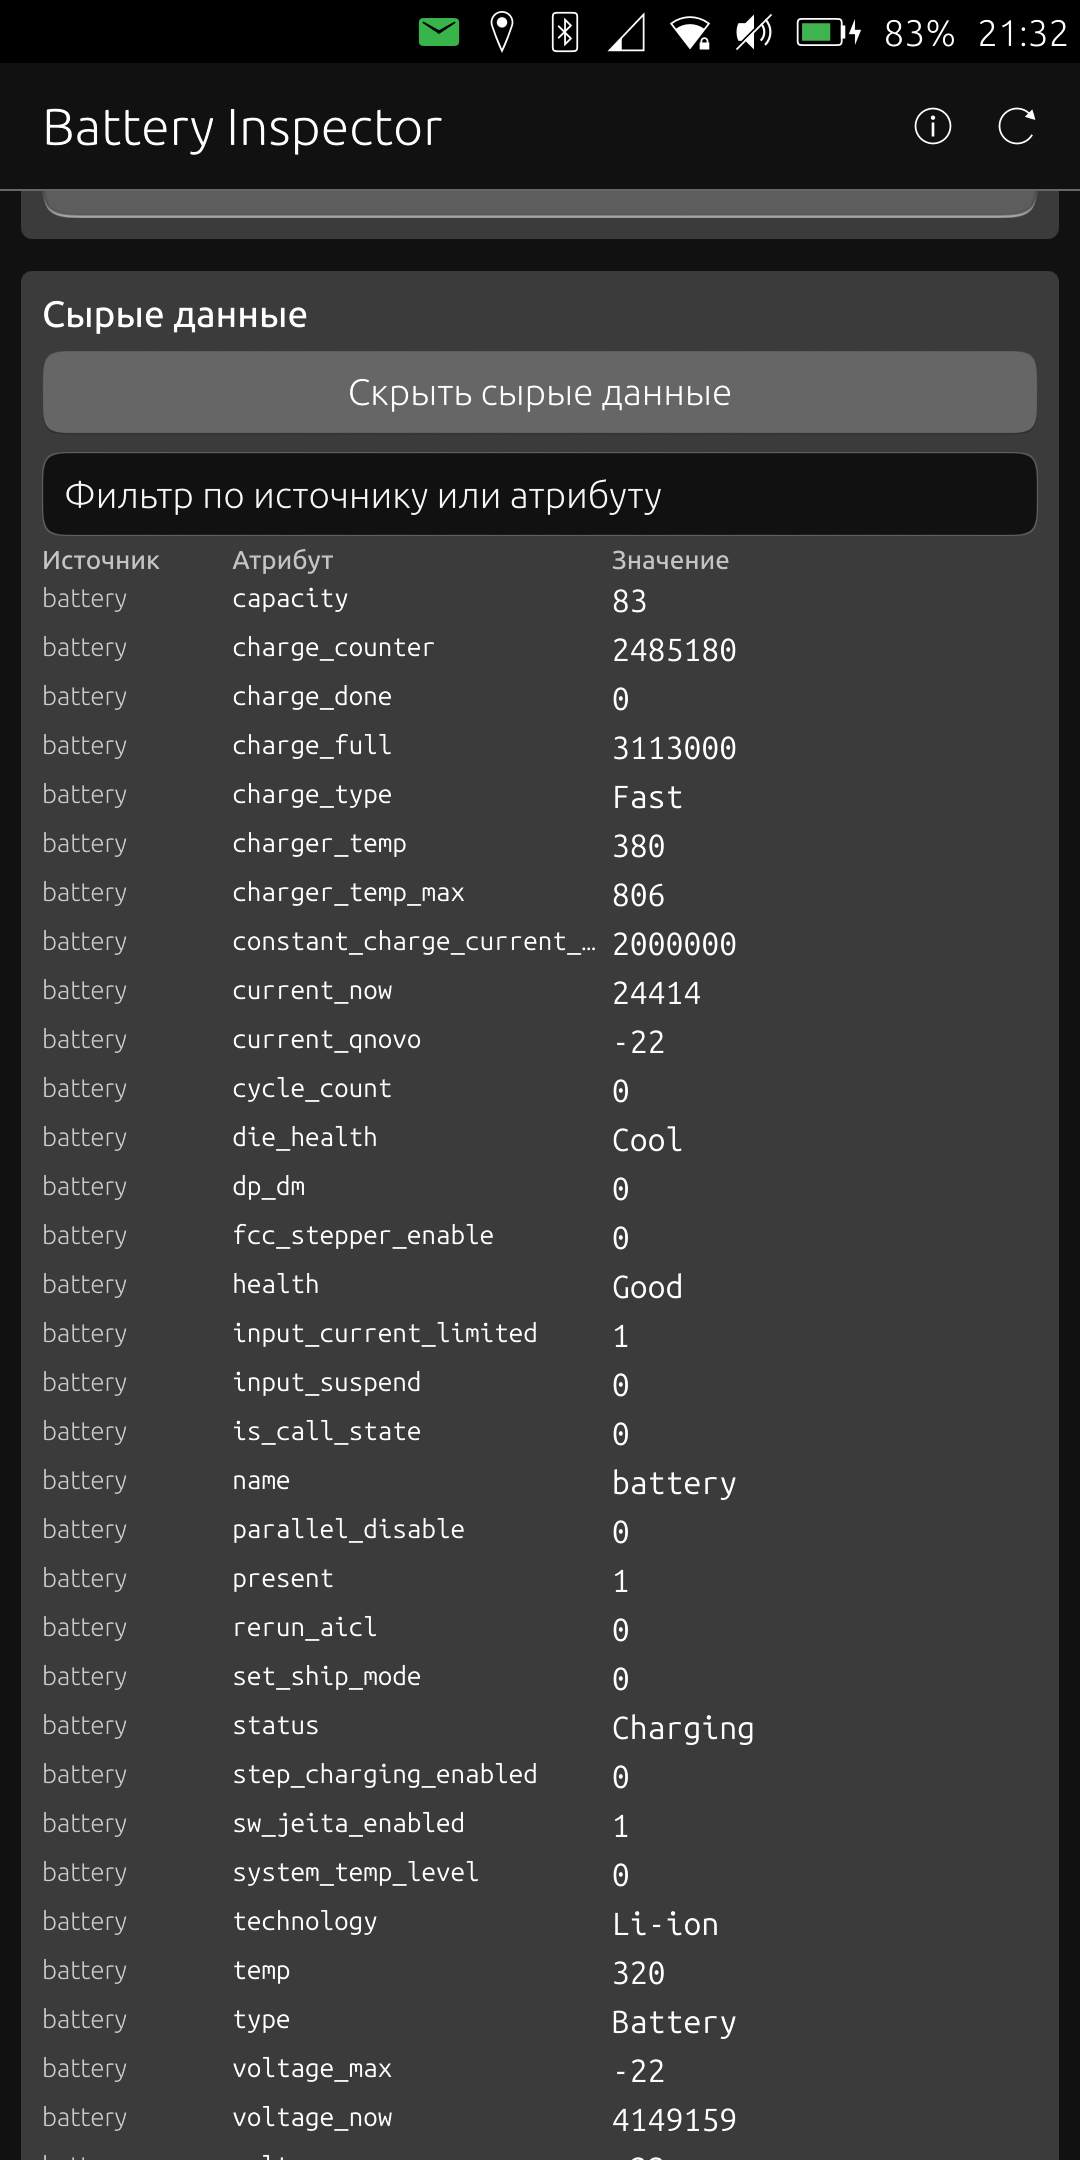 83% 21:32
Battery Inspector
Сырые данные
Скрыть сырые данные
Фильтр по источнику или атрибуту
Источник Атрибут Значение
battery capacity 83
battery charge_counter 2485180
battery charge_done 0
battery charge_full 3113000
battery charge_type Fast
battery charger_temp 380
battery charger_temp_max 806
battery constant_charge_current_… 2000000
battery current_now 24414
battery current_qnovo -22
battery cycle_count 0
battery die_health Cool
battery dp_dm 0
battery fcc_stepper_enable 0
battery health Good
battery input_current_limited 1
battery input_suspend 0
battery is_call_state 0
battery name battery
battery parallel_disable 0
battery present 1
battery rerun_aicl 0
battery set_ship_mode 0
battery status Charging
battery step_charging_enabled 0
battery sw_jeita_enabled 1
battery system_temp_level 0
battery technology Li-ion
battery temp 320
battery type Battery
battery voltage_max -22
battery voltage_now 4149159